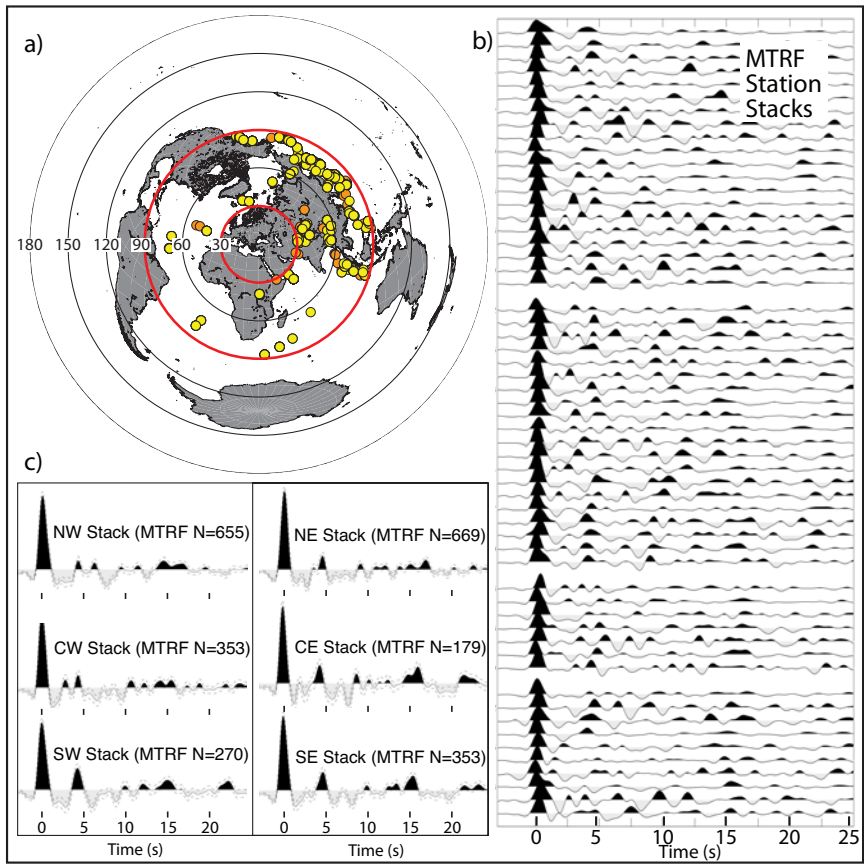 a)
180 150 120 90 60 30
b)
MTRF
Station
Stacks
0 5 10 15 20 25
Time (s)
c)
NW Stack (MTRF N=655)
NE Stack (MTRF N=669)
CW Stack (MTRF N=353)
CE Stack (MTRF N=179)
SW Stack (MTRF N=270)
SE Stack (MTRF N=353)
0 5 10 15 20
0 5 10 15 20
Time (s)
Time (s)